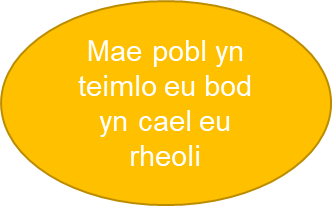 Mae pobl yn
teimlo eu bod
yn cael eu
rheoli